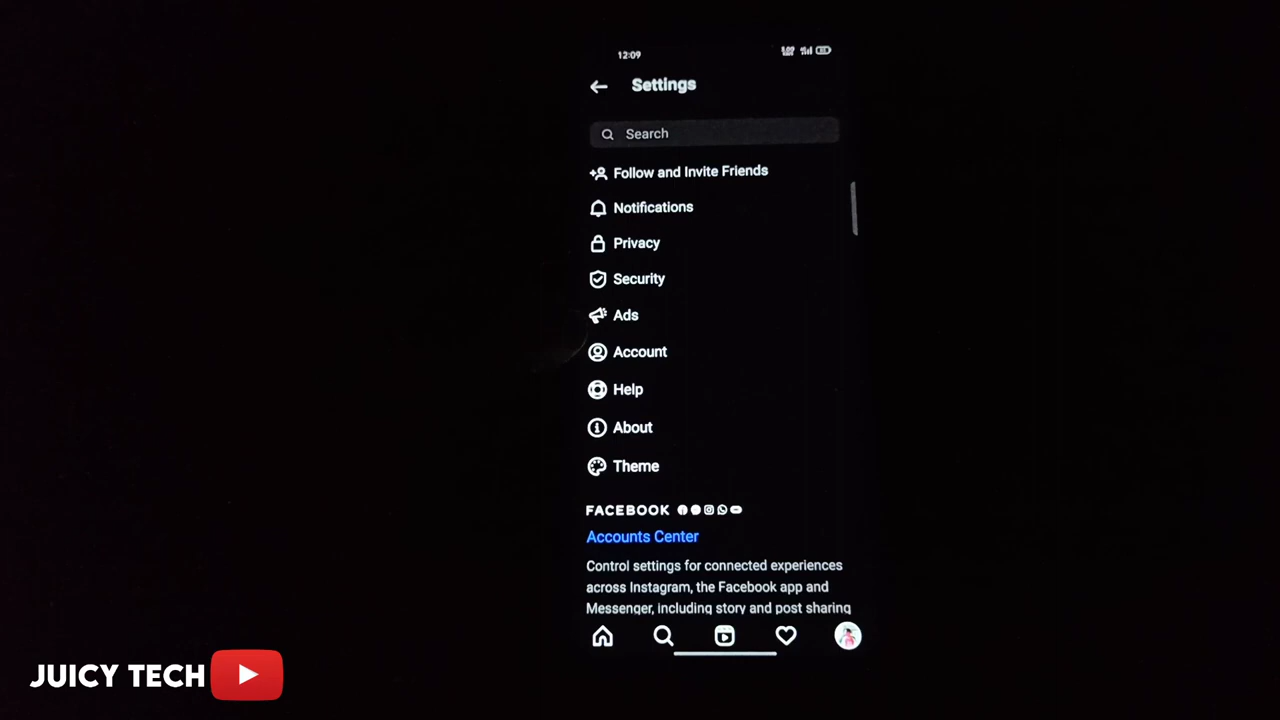 12:09
Settings
Search
Follow and Invite Friends
Notifications
Privacy
Security
Ads
Account
Help
About
Theme
FACEBOOK
Accounts Center
Control settings for connected experiences
across Instagram, the Facebook app and
Messenger, including story and post sharing
JUICY TECH